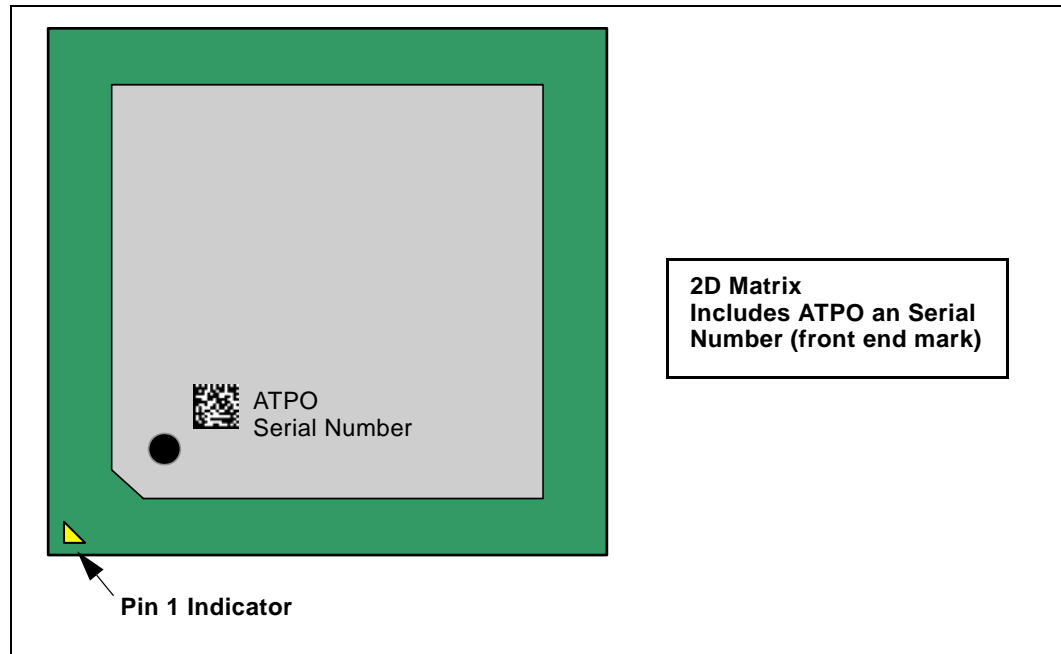 2D Matrix
Includes ATPO an Serial
Number (front end mark)
ATPO
Serial Number
Pin 1 Indicator